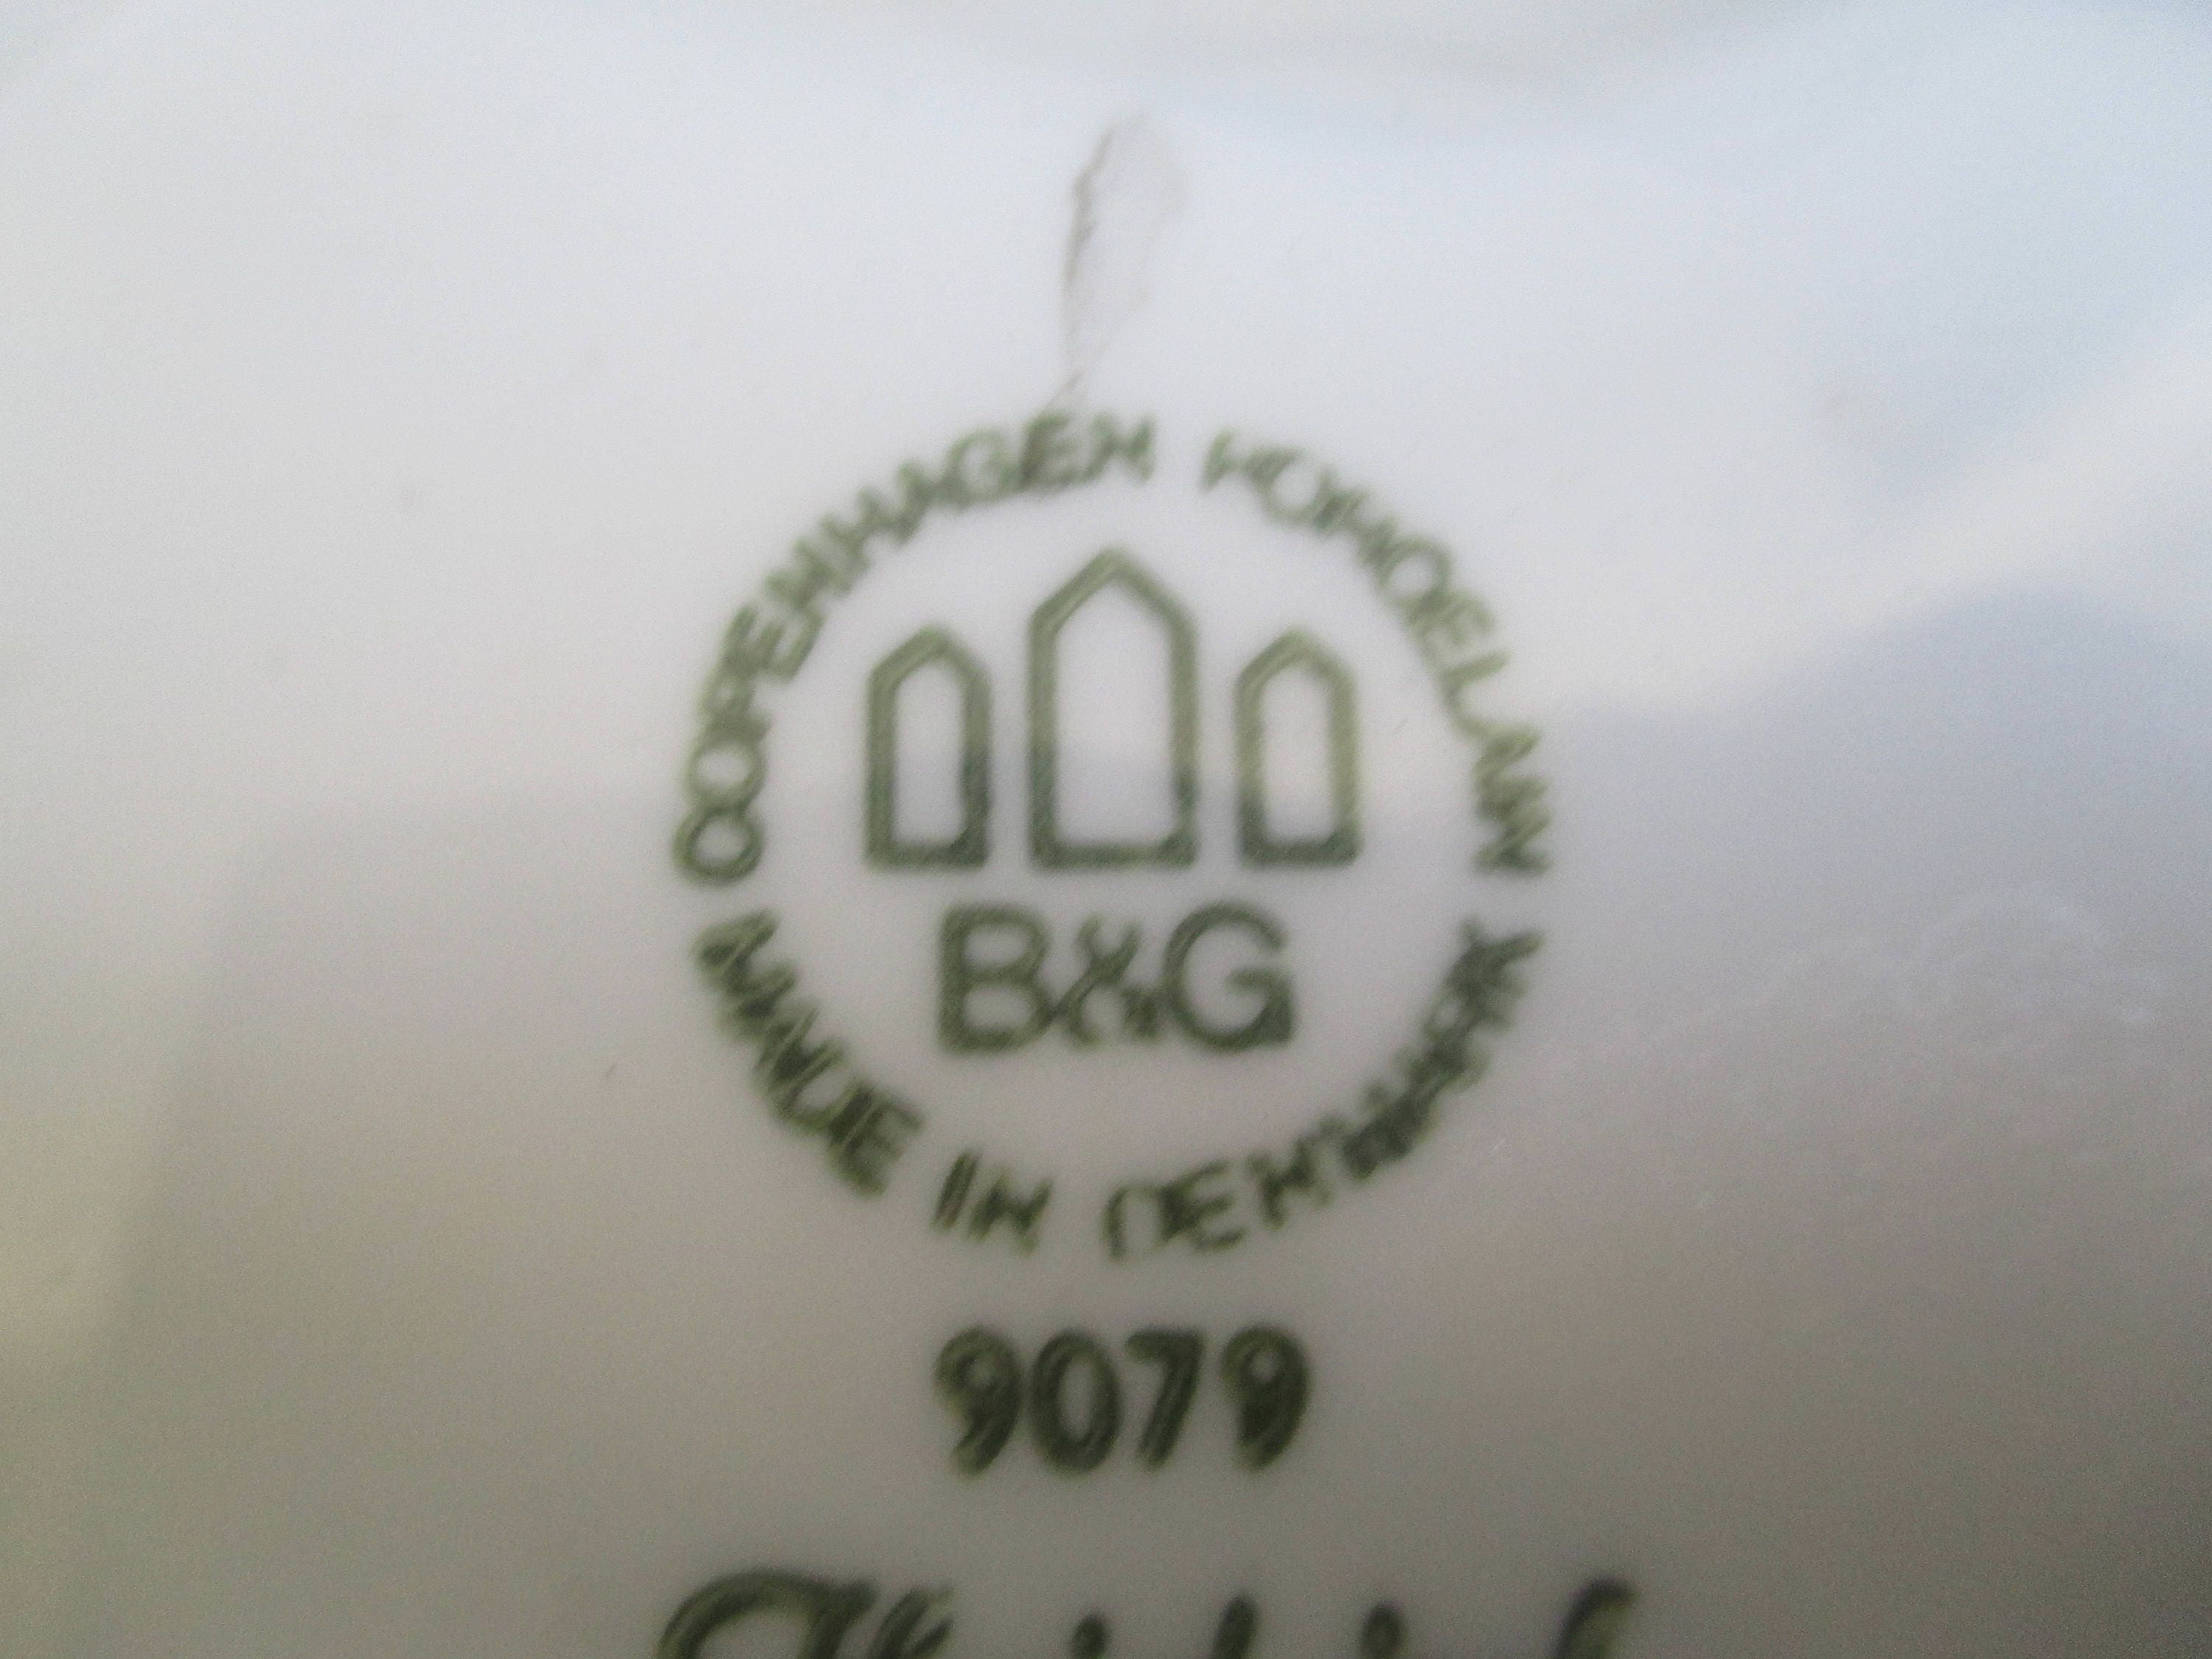 COPENHAGEN PORCELAIN
B&G
MADE IN DENMARK
9079